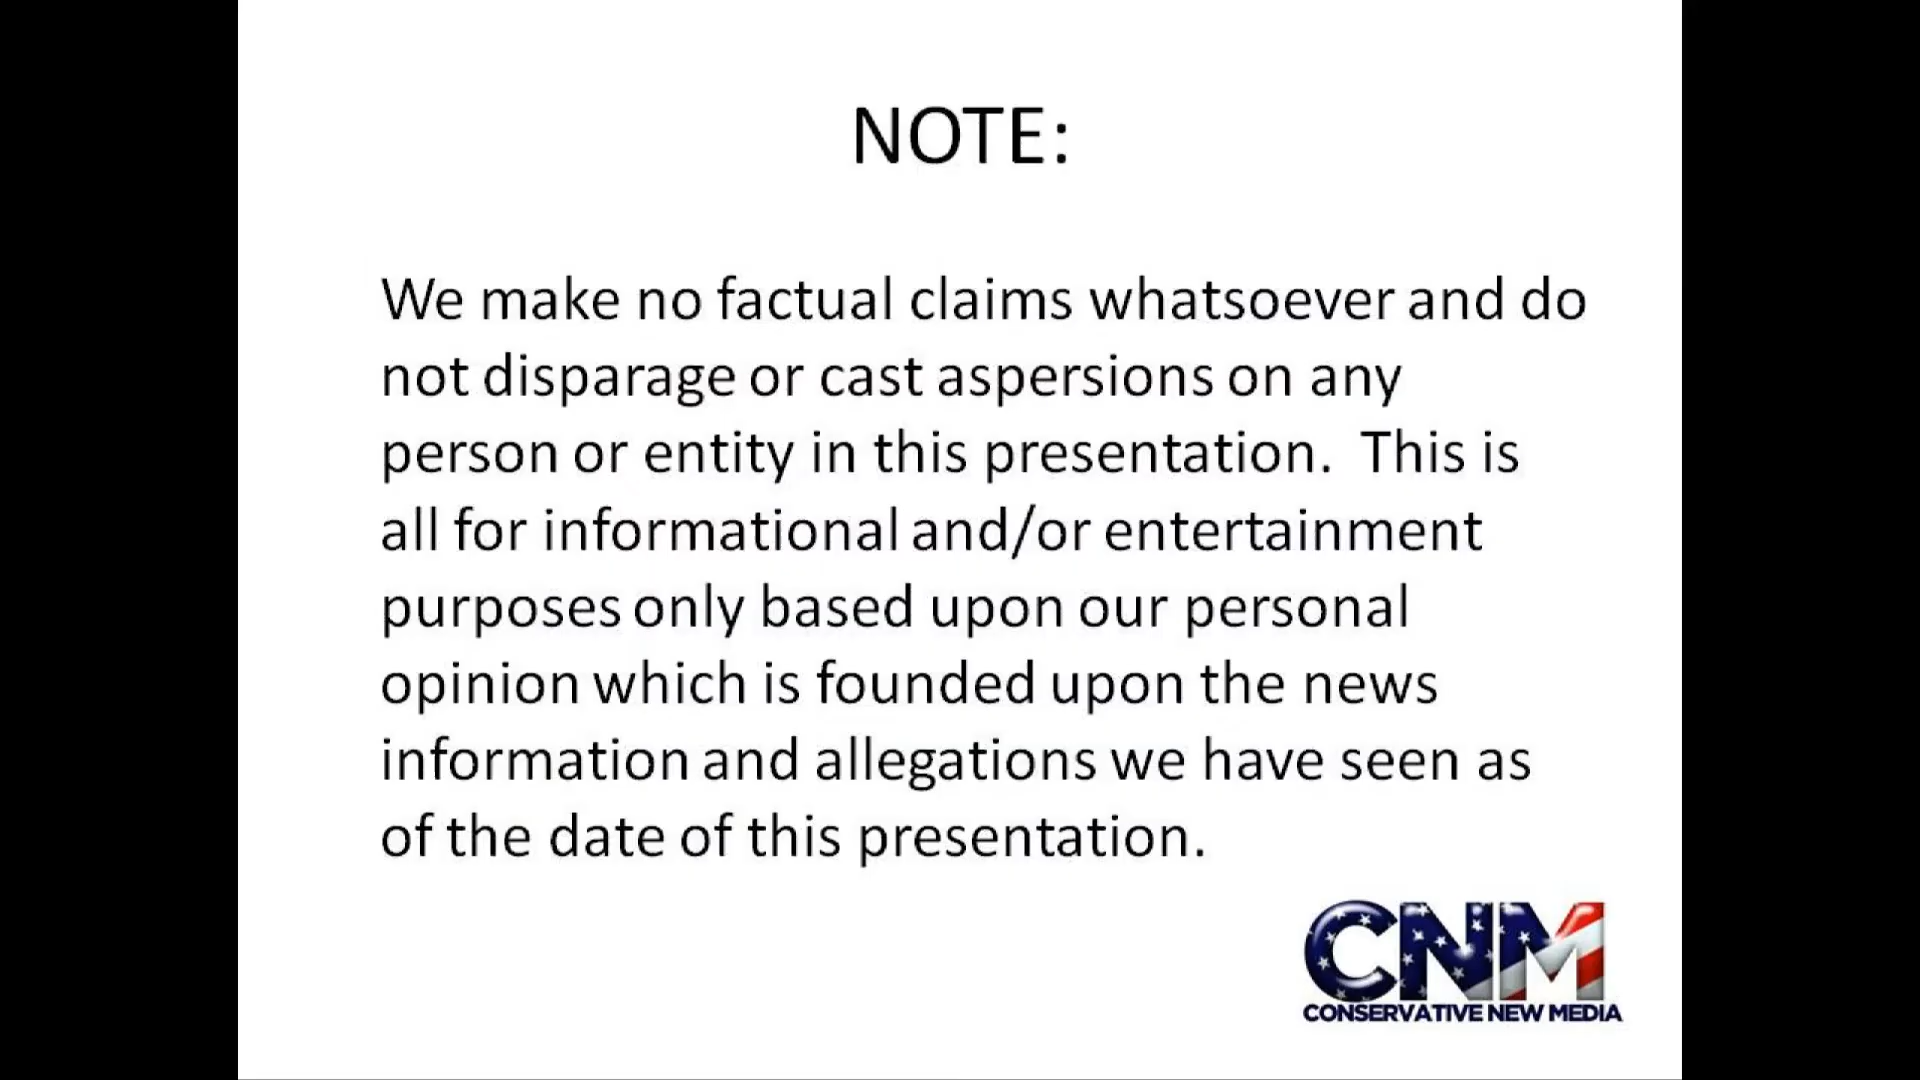 NOTE:
We make no factual claims whatsoever and do
not disparage or cast aspersions on any
person or entity in this presentation.  This is
all for informational and/or entertainment
purposes only based upon our personal
opinion which is founded upon the news
information and allegations we have seen as
of the date of this presentation.
CNM
CONSERVATIVE NEW MEDIA